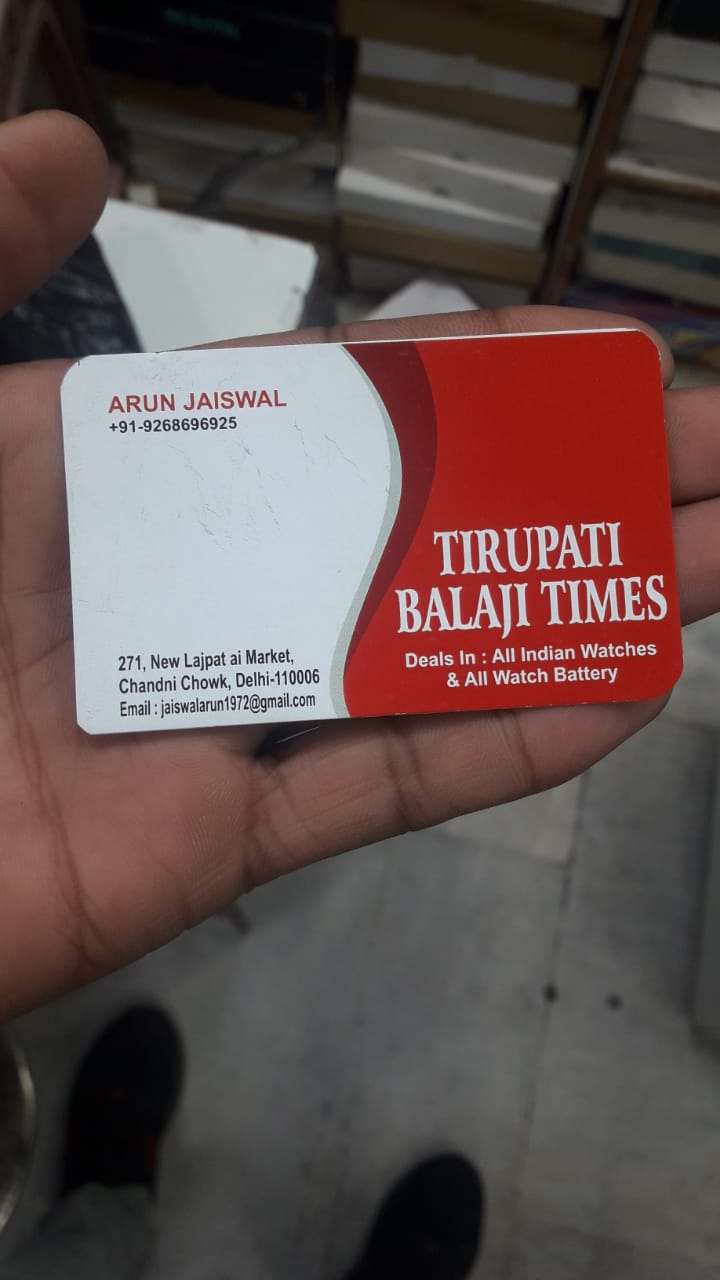 ARUN JAISWAL
+91-9268696925
271, New Lajpat ai Market,
Chandni Chowk, Delhi-110006
Email : jaiswalarun1972@gmail.com
TIRUPATI
BALAJI TIMES
Deals In : All Indian Watches
& All Watch Battery